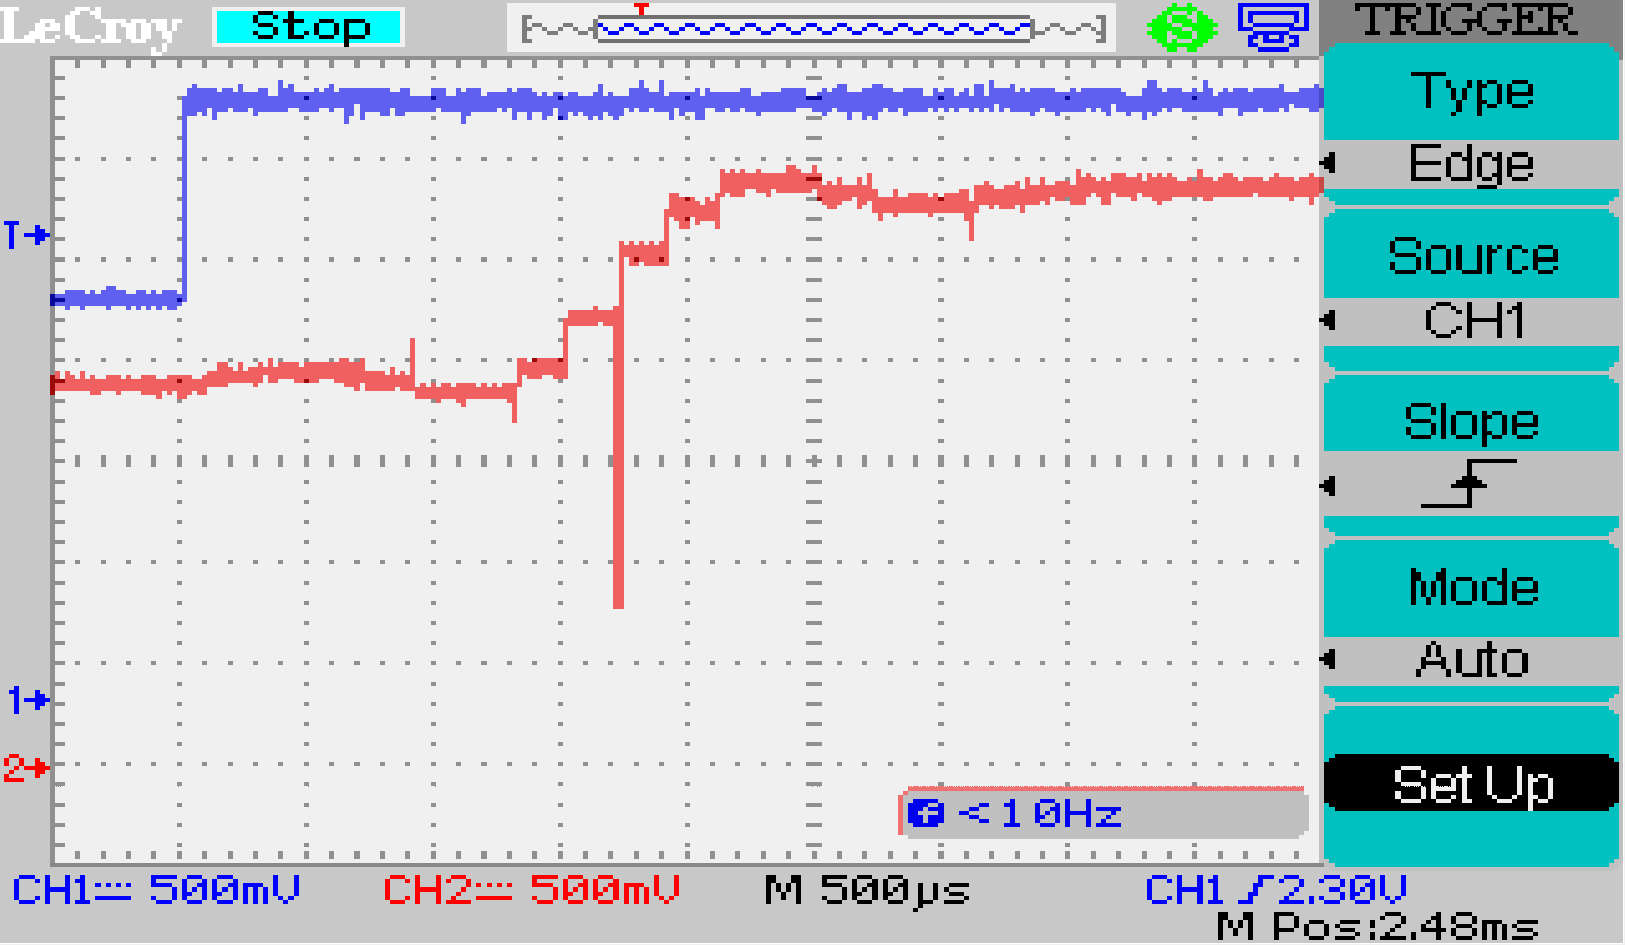 LeCroy Stop S TRIGGER
T
Type
Edge
T
Source
CH1
Slope
Mode
Auto
1
2
Set Up
f <10Hz
CH1 500mV CH2 500mV M 500µs CH1 2.30V
M Pos:2.48ms